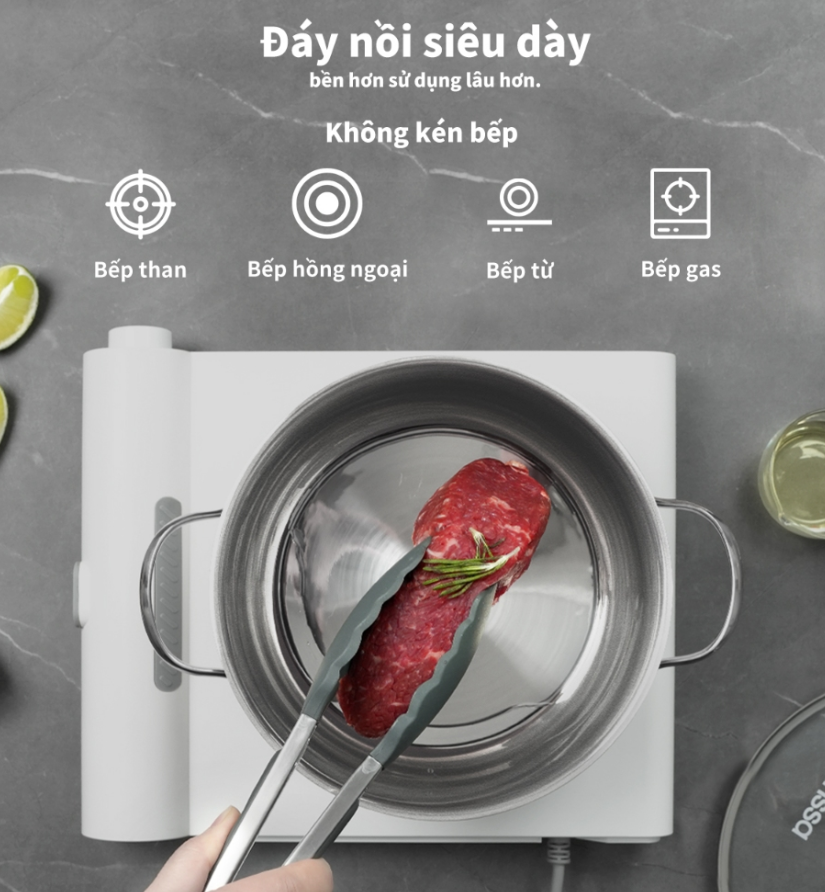 Đáy nồi siêu dày
bền hơn sử dụng lâu hơn.
Không kén bếp
Bếp than
Bếp hồng ngoại
Bếp từ
Bếp gas